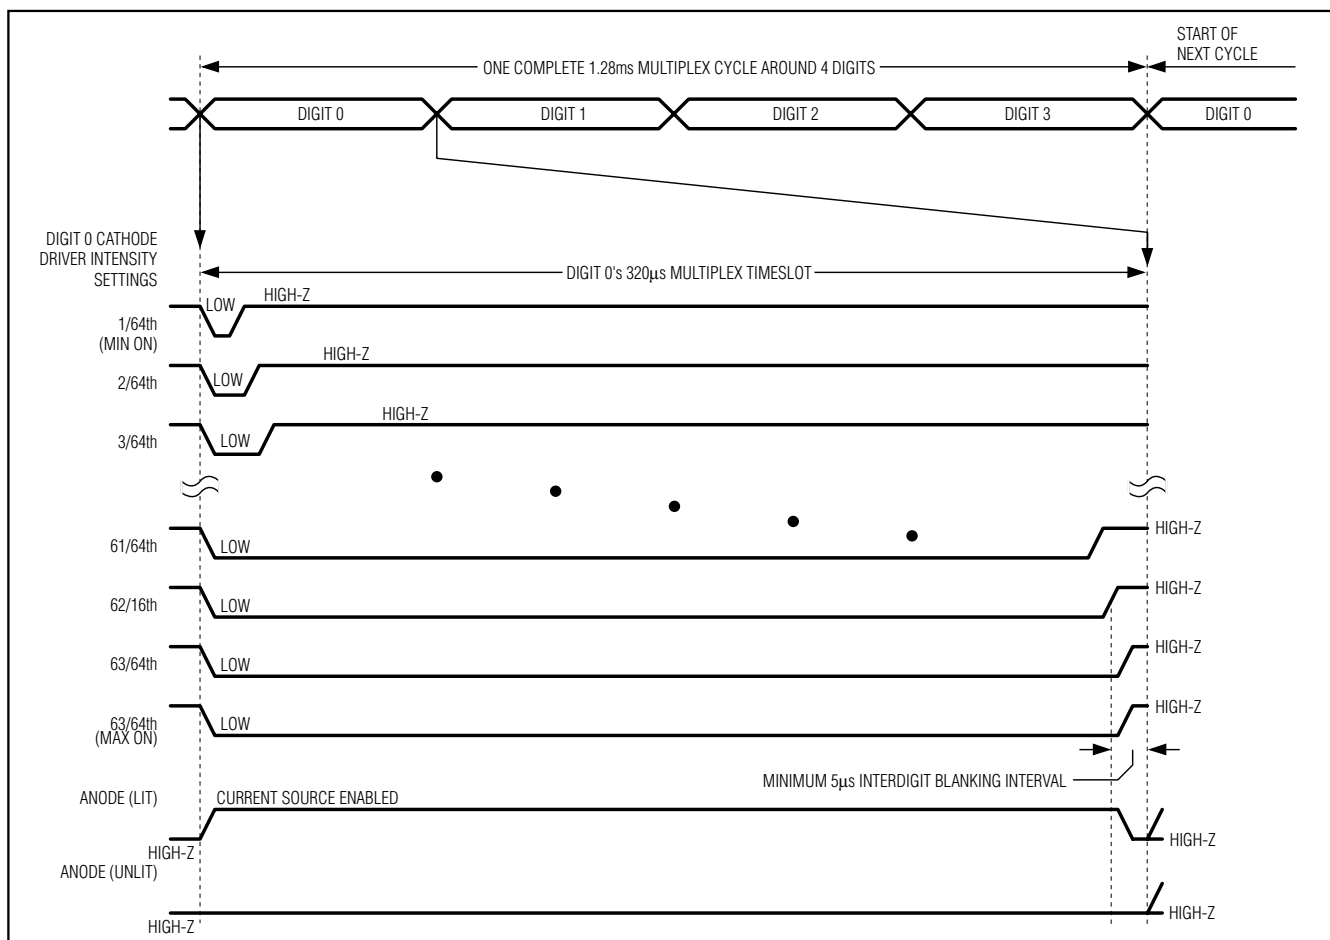 START OF
NEXT CYCLE
ONE COMPLETE 1.28ms MULTIPLEX CYCLE AROUND 4 DIGITS
DIGIT 0 DIGIT 1 DIGIT 2 DIGIT 3 DIGIT 0
DIGIT 0 CATHODE
DRIVER INTENSITY
SETTINGS
DIGIT 0's 320µs MULTIPLEX TIMESLOT
LOW HIGH-Z
1/64th
(MIN ON)
HIGH-Z
2/64th LOW
HIGH-Z
3/64th LOW
HIGH-Z
61/64th LOW
HIGH-Z
62/16th LOW
HIGH-Z
63/64th LOW
HIGH-Z
63/64th LOW
(MAX ON)
MINIMUM 5µs INTERDIGIT BLANKING INTERVAL
ANODE (LIT) CURRENT SOURCE ENABLED
HIGH-Z HIGH-Z
ANODE (UNLIT)
HIGH-Z HIGH-Z